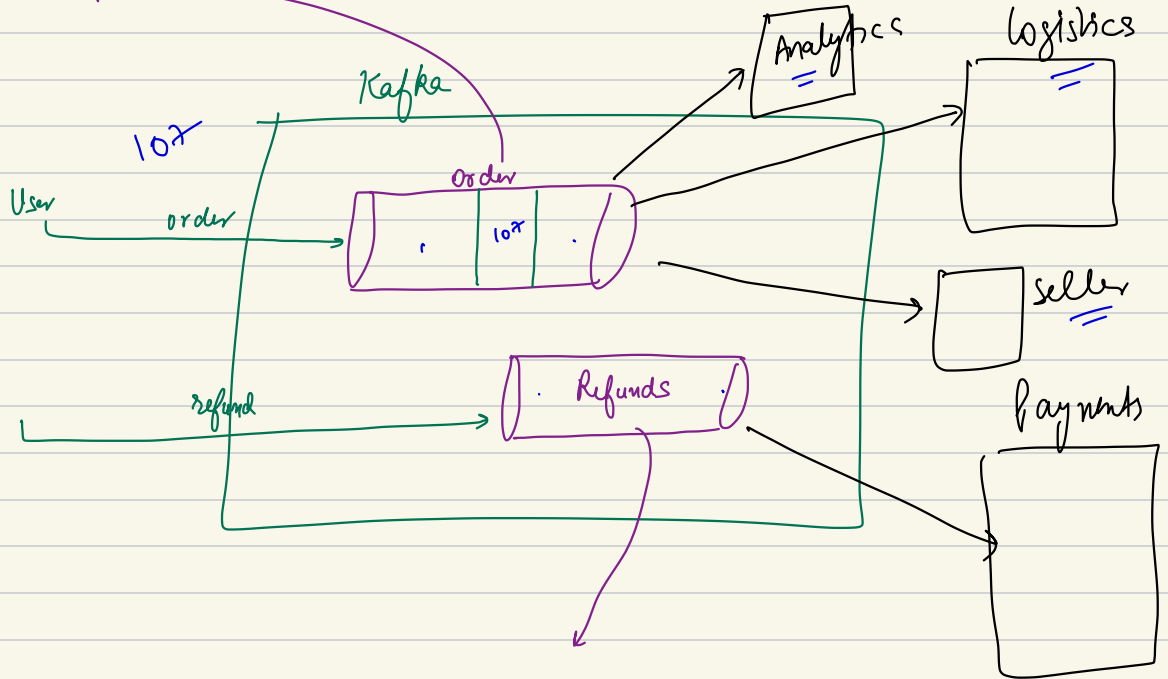 Analytics
Logistics
Kafka
107
order
User
order
107
seller
refund
Refunds
Payments